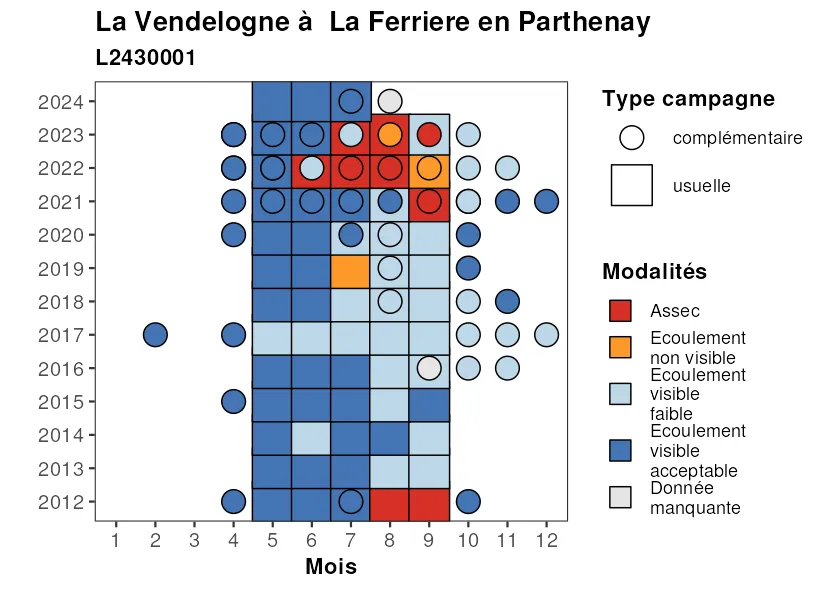 La Vendelogne à  La Ferriere en Parthenay
L2430001
2024
2023
2022
2021
2020
2019
2018
2017
2016
2015
2014
2013
2012
1 2 3 4 5 6 7 8 9 10 11 12
Mois
Type campagne
complémentaire
usuelle
Modalités
Assec
Ecoulement
non visible
Ecoulement
visible
faible
Ecoulement
visible
acceptable
Donnée
manquante